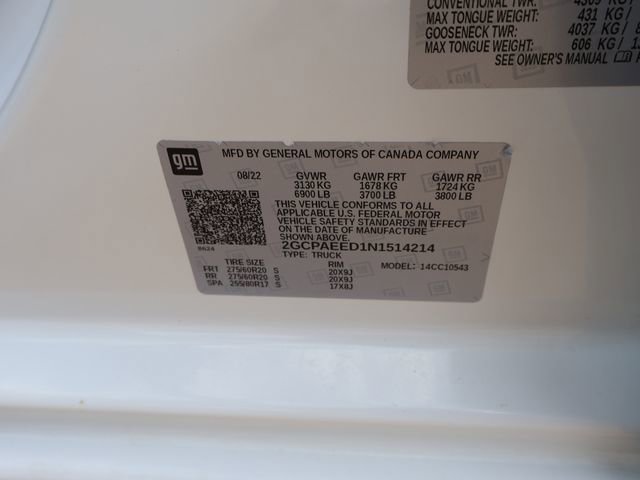 CONVENTIONAL TWR: 4309 KG /
MAX TONGUE WEIGHT: 431 KG /
GOOSENECK TWR: 4037 KG /
MAX TONGUE WEIGHT: 606 KG /
SEE OWNER'S MANUAL
gm
MFD BY GENERAL MOTORS OF CANADA COMPANY
08/22 GVWR GAWR FRT GAWR RR
3130 KG 1678 KG 1724 KG
6900 LB 3700 LB 3800 LB
THIS VEHICLE CONFORMS TO ALL
APPLICABLE U.S. FEDERAL MOTOR
VEHICLE SAFETY STANDARDS IN EFFECT
ON THE DATE OF MANUFACTURE SHOWN ABOVE.
2GCPAEED1N1514214
8624
TYPE: TRUCK
TIRE SIZE RIM MODEL: 14CC10543
FRT 275/60R20 S 20X9J
RR 275/60R20 S 20X9J
SPA 255/80R17 S 17X8J